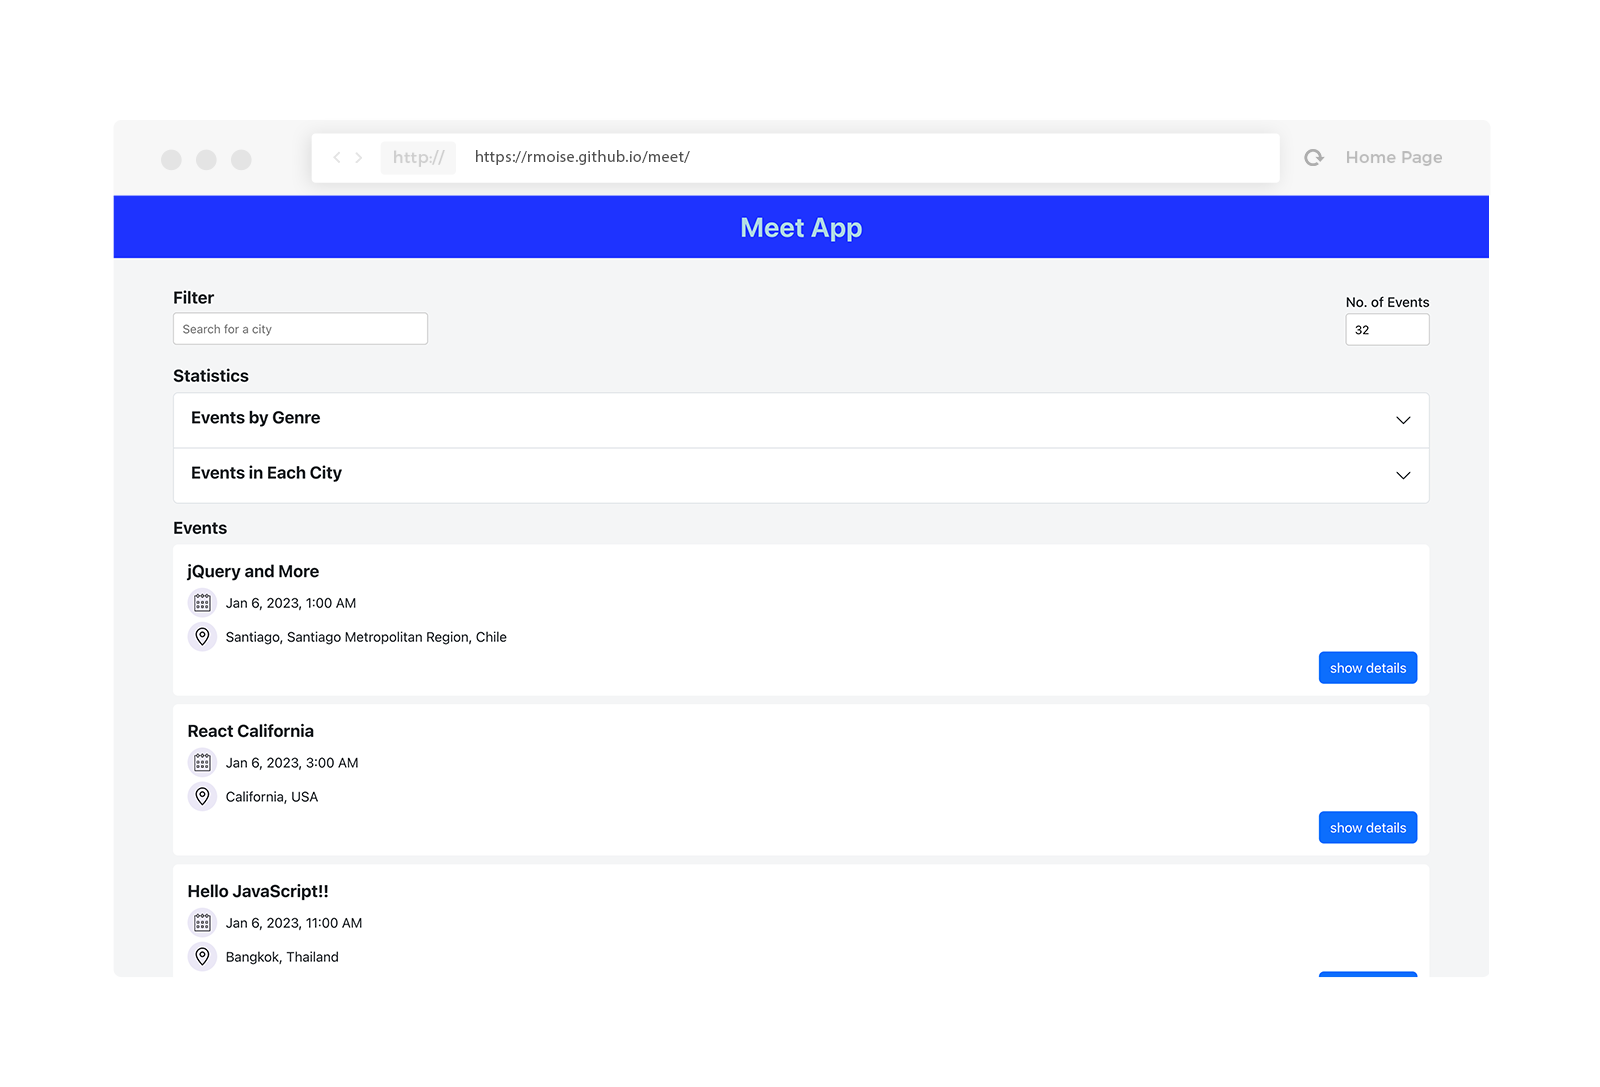 http://
https://rmoise.github.io/meet/
Home Page
Meet App
Filter
No. of Events
Search for a city
32
Statistics
Events by Genre
Events in Each City
Events
jQuery and More
Jan 6, 2023, 1:00 AM
Santiago, Santiago Metropolitan Region, Chile
show details
React California
Jan 6, 2023, 3:00 AM
California, USA
show details
Hello JavaScript!!
Jan 6, 2023, 11:00 AM
Bangkok, Thailand